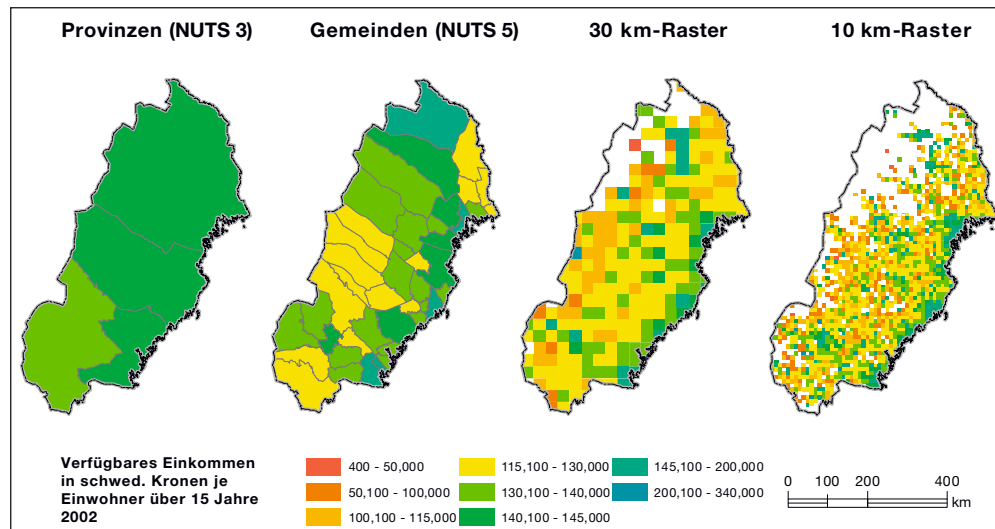 Provinzen (NUTS 3)
Gemeinden (NUTS 5)
30 km-Raster
10 km-Raster
Verfügbares Einkommen
in schwed. Kronen je
Einwohner über 15 Jahre
2002
400 - 50,000
50,100 - 100,000
100,100 - 115,000
115,100 - 130,000
130,100 - 140,000
140,100 - 145,000
145,100 - 200,000
200,100 - 340,000
0 100 200 400
km